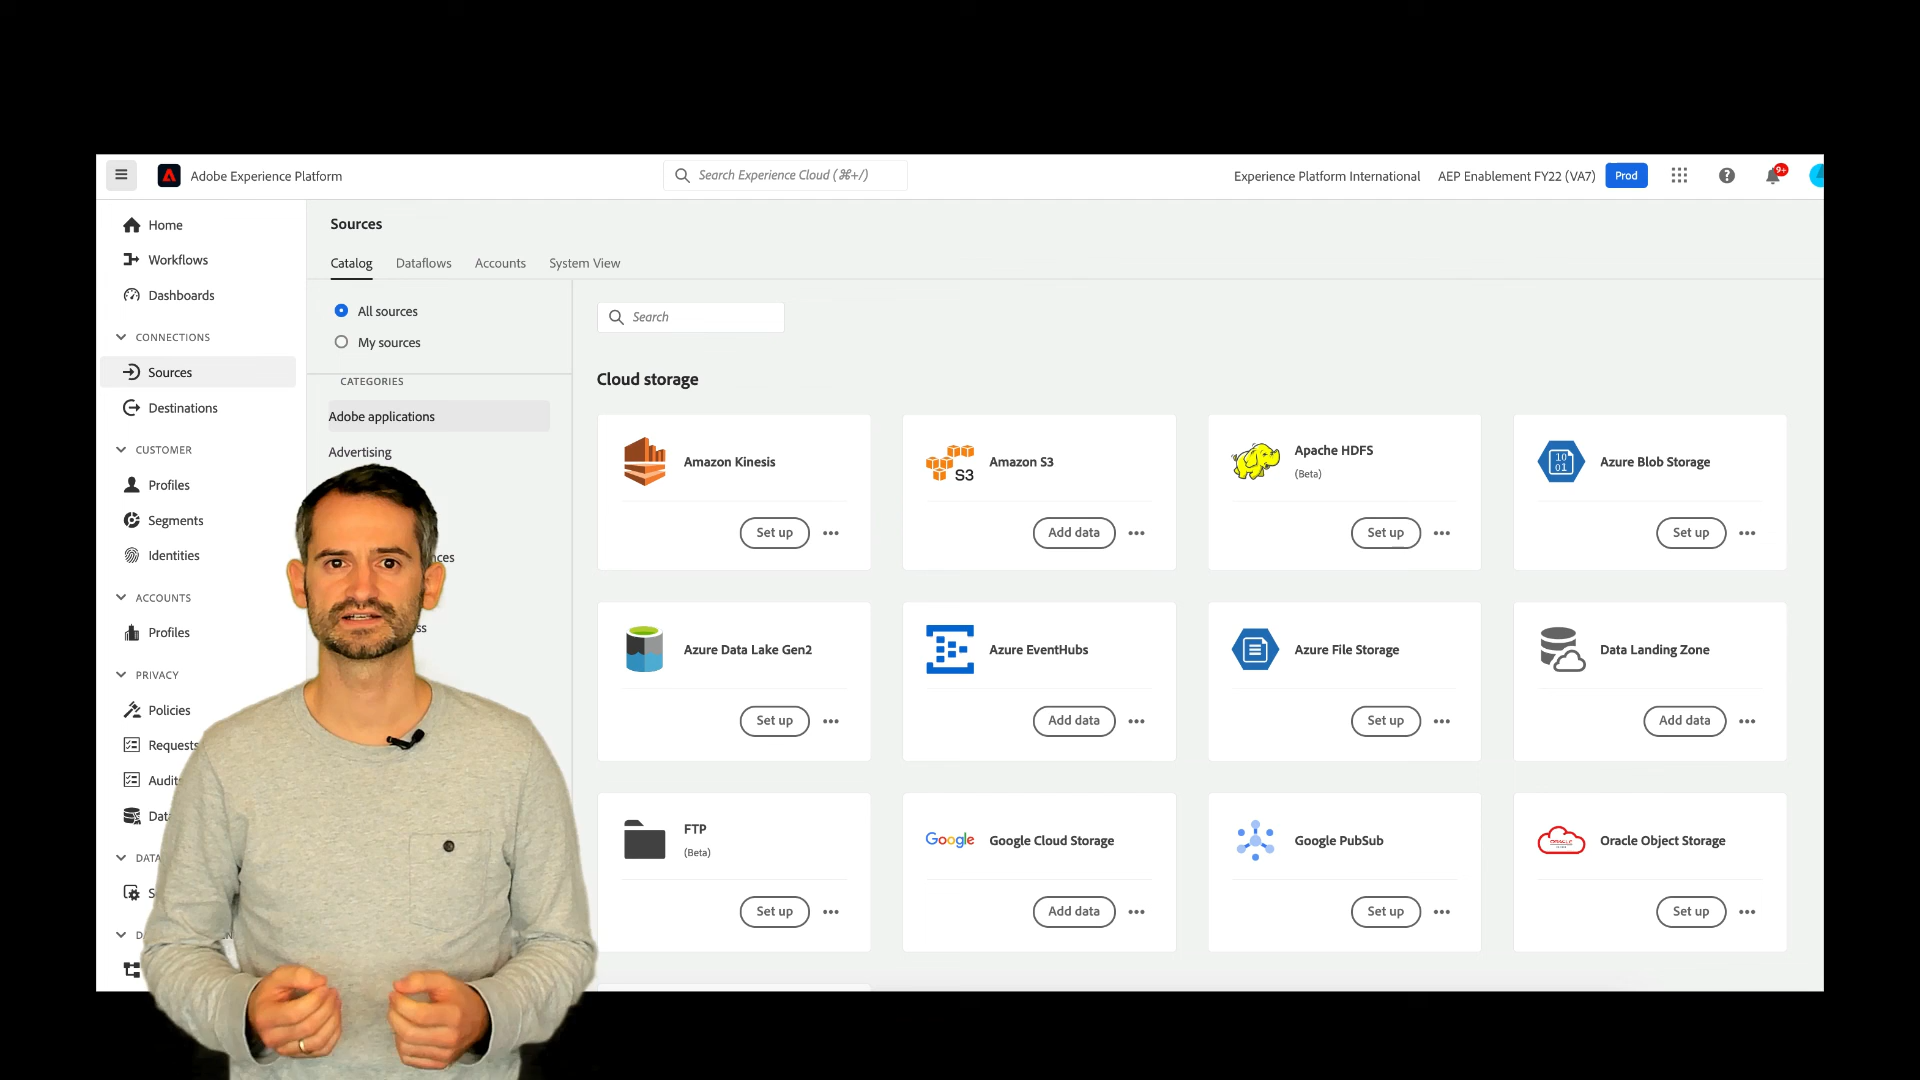 Adobe Experience Platform
Search Experience Cloud (⌘+/)
Experience Platform International
AEP Enablement FY22 (VA7)
Prod
9+
Home
Workflows
Dashboards
CONNECTIONS
Sources
Destinations
CUSTOMER
Profiles
Segments
Identities
ACCOUNTS
Profiles
PRIVACY
Policies
Requests
Audits
Sources
Catalog
Dataflows
Accounts
System View
All sources
My sources
CATEGORIES
Adobe applications
Advertising
Search
Cloud storage
Amazon Kinesis
Set up
S3
Amazon S3
Add data
Apache HDFS
(Beta)
Set up
10
01
Azure Blob Storage
Set up
Azure Data Lake Gen2
Set up
Azure EventHubs
Add data
Azure File Storage
Set up
Data Landing Zone
Add data
FTP
(Beta)
Set up
Google
Google Cloud Storage
Add data
Google PubSub
Set up
ORACLE
Oracle Object Storage
Set up